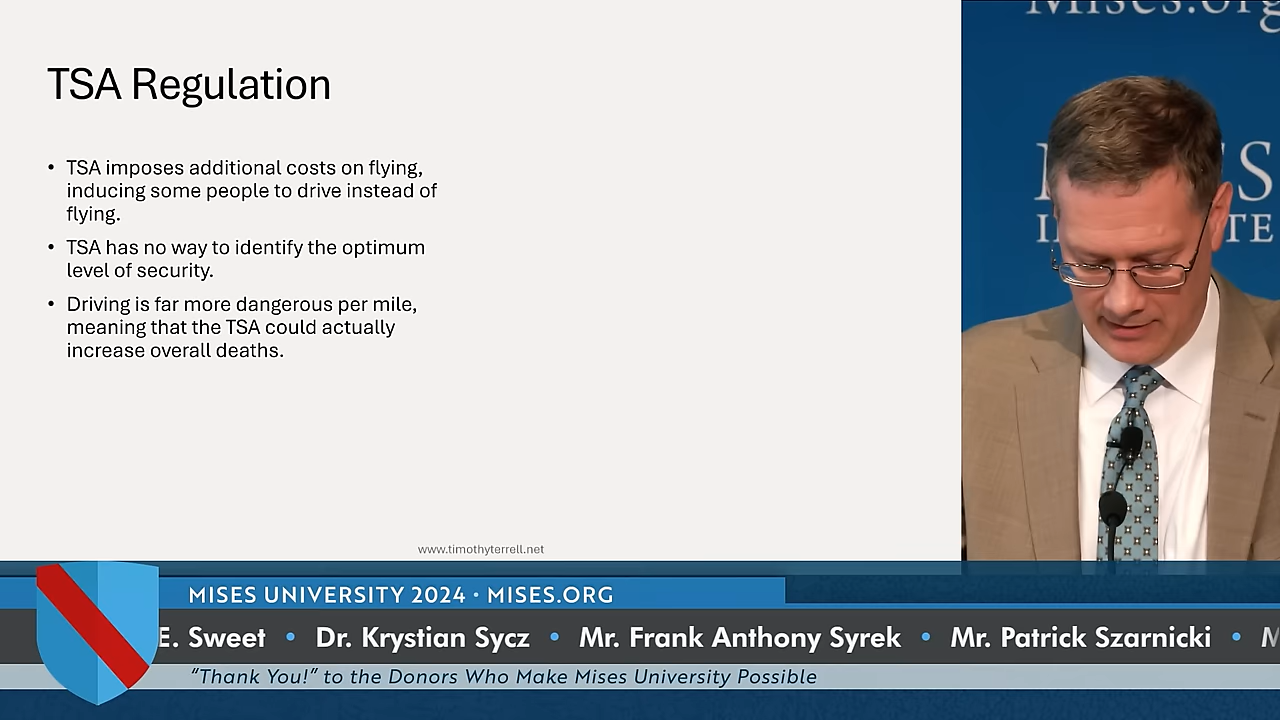 TSA Regulation
• TSA imposes additional costs on flying,
inducing some people to drive instead of
flying.
• TSA has no way to identify the optimum
level of security.
• Driving is far more dangerous per mile,
meaning that the TSA could actually
increase overall deaths.
www.timothyterrell.net
Mises.org
MISES UNIVERSITY 2024 • MISES.ORG
E. Sweet • Dr. Krystian Sycz • Mr. Frank Anthony Syrek • Mr. Patrick Szarnicki •
“Thank You!” to the Donors Who Make Mises University Possible